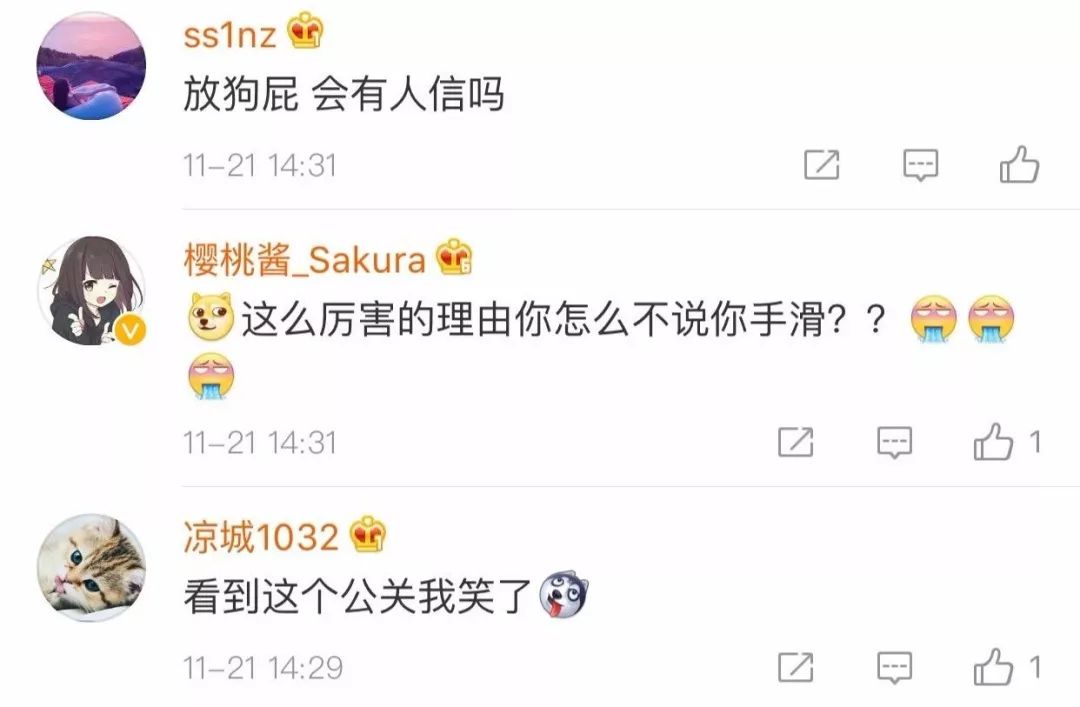 ss1nz
放狗屁 会有人信吗
11-21 14:31
樱桃酱_Sakura
这么厉害的理由你怎么不说你手滑？？
11-21 14:31
1
凉城1032
看到这个公关我笑了
11-21 14:29
1